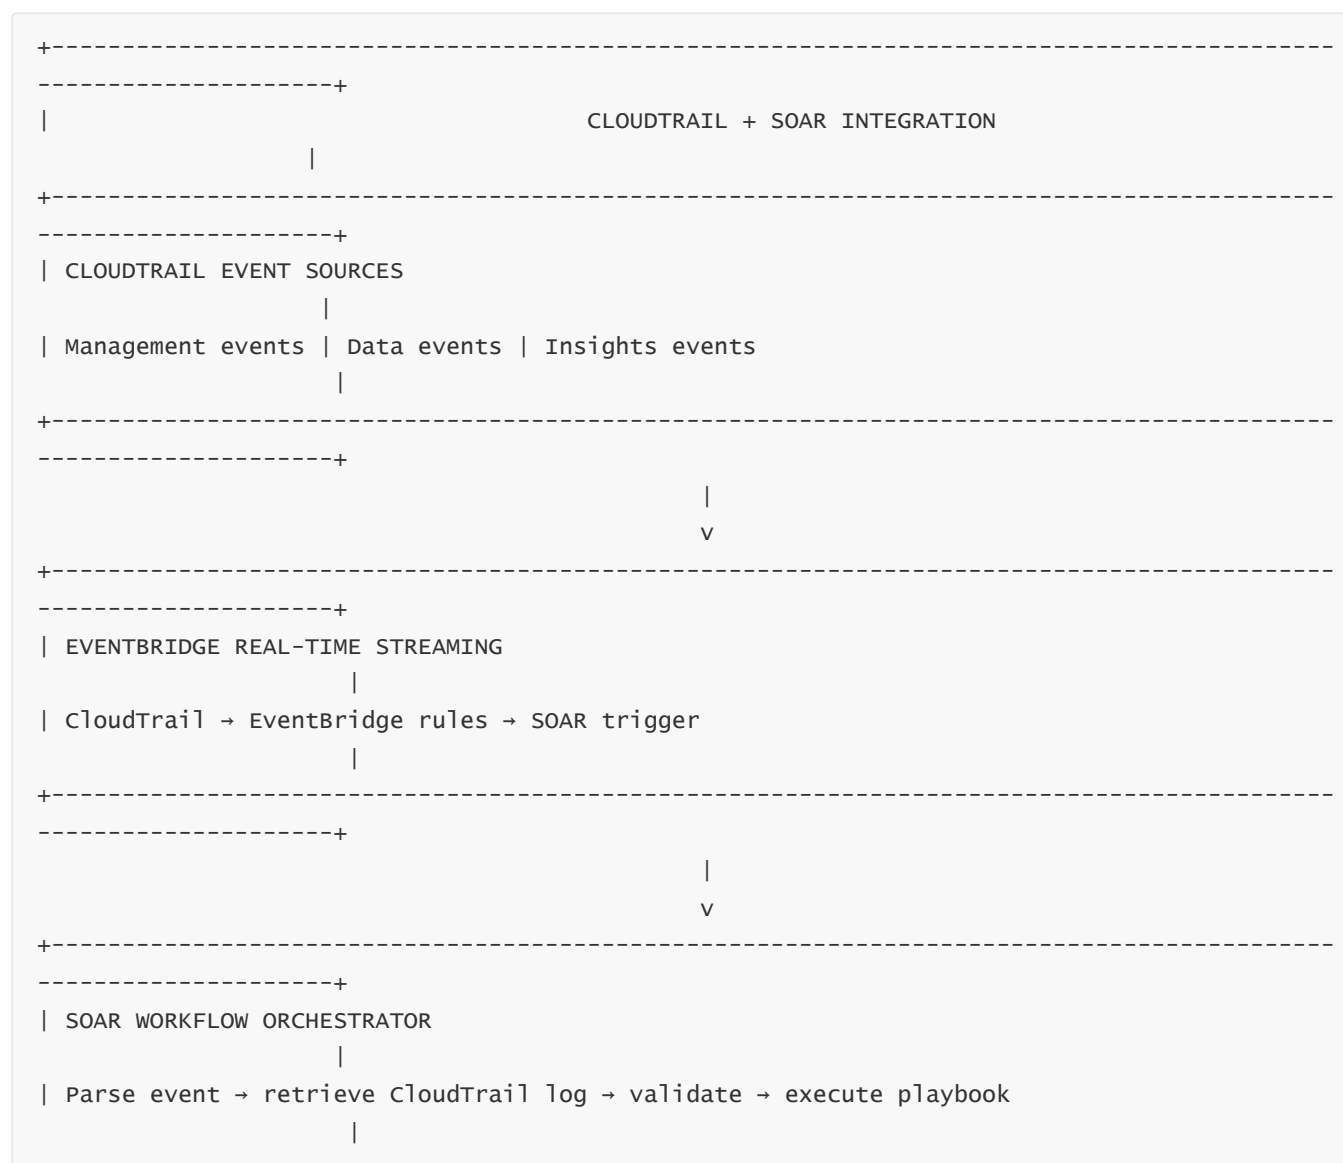 +-------------------------------------------------------------------------------------------
---------------------+
| CLOUDTRAIL + SOAR INTEGRATION
|
+-------------------------------------------------------------------------------------------
---------------------+
| CLOUDTRAIL EVENT SOURCES
|
| Management events | Data events | Insights events
|
+-------------------------------------------------------------------------------------------
---------------------+
|
v
+-------------------------------------------------------------------------------------------
---------------------+
| EVENTBRIDGE REAL-TIME STREAMING
|
| CloudTrail → EventBridge rules → SOAR trigger
|
+-------------------------------------------------------------------------------------------
---------------------+
|
v
+-------------------------------------------------------------------------------------------
---------------------+
| SOAR WORKFLOW ORCHESTRATOR
|
| Parse event → retrieve CloudTrail log → validate → execute playbook
|